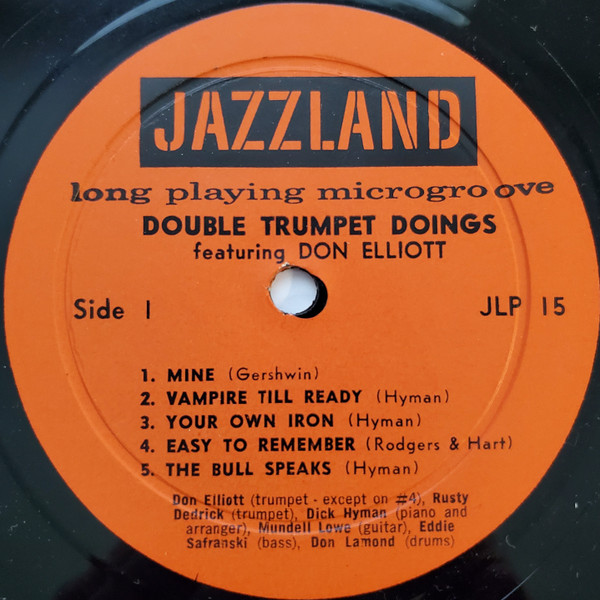 JAZZLAND
long playing microgroove
DOUBLE TRUMPET DOINGS
featuring DON ELLIOTT
Side 1
JLP 15
1. MINE (Gershwin)
2. VAMPIRE TILL READY (Hyman)
3. YOUR OWN IRON (Hyman)
4. EASY TO REMEMBER (Rodgers & Hart)
5. THE BULL SPEAKS (Hyman)
Don Elliott (trumpet - except on #4), Rusty
Dedrick (trumpet), Dick Hyman (piano and
arranger), Mundell Lowe (guitar), Eddie
Safranski (bass), Don Lamond (drums)